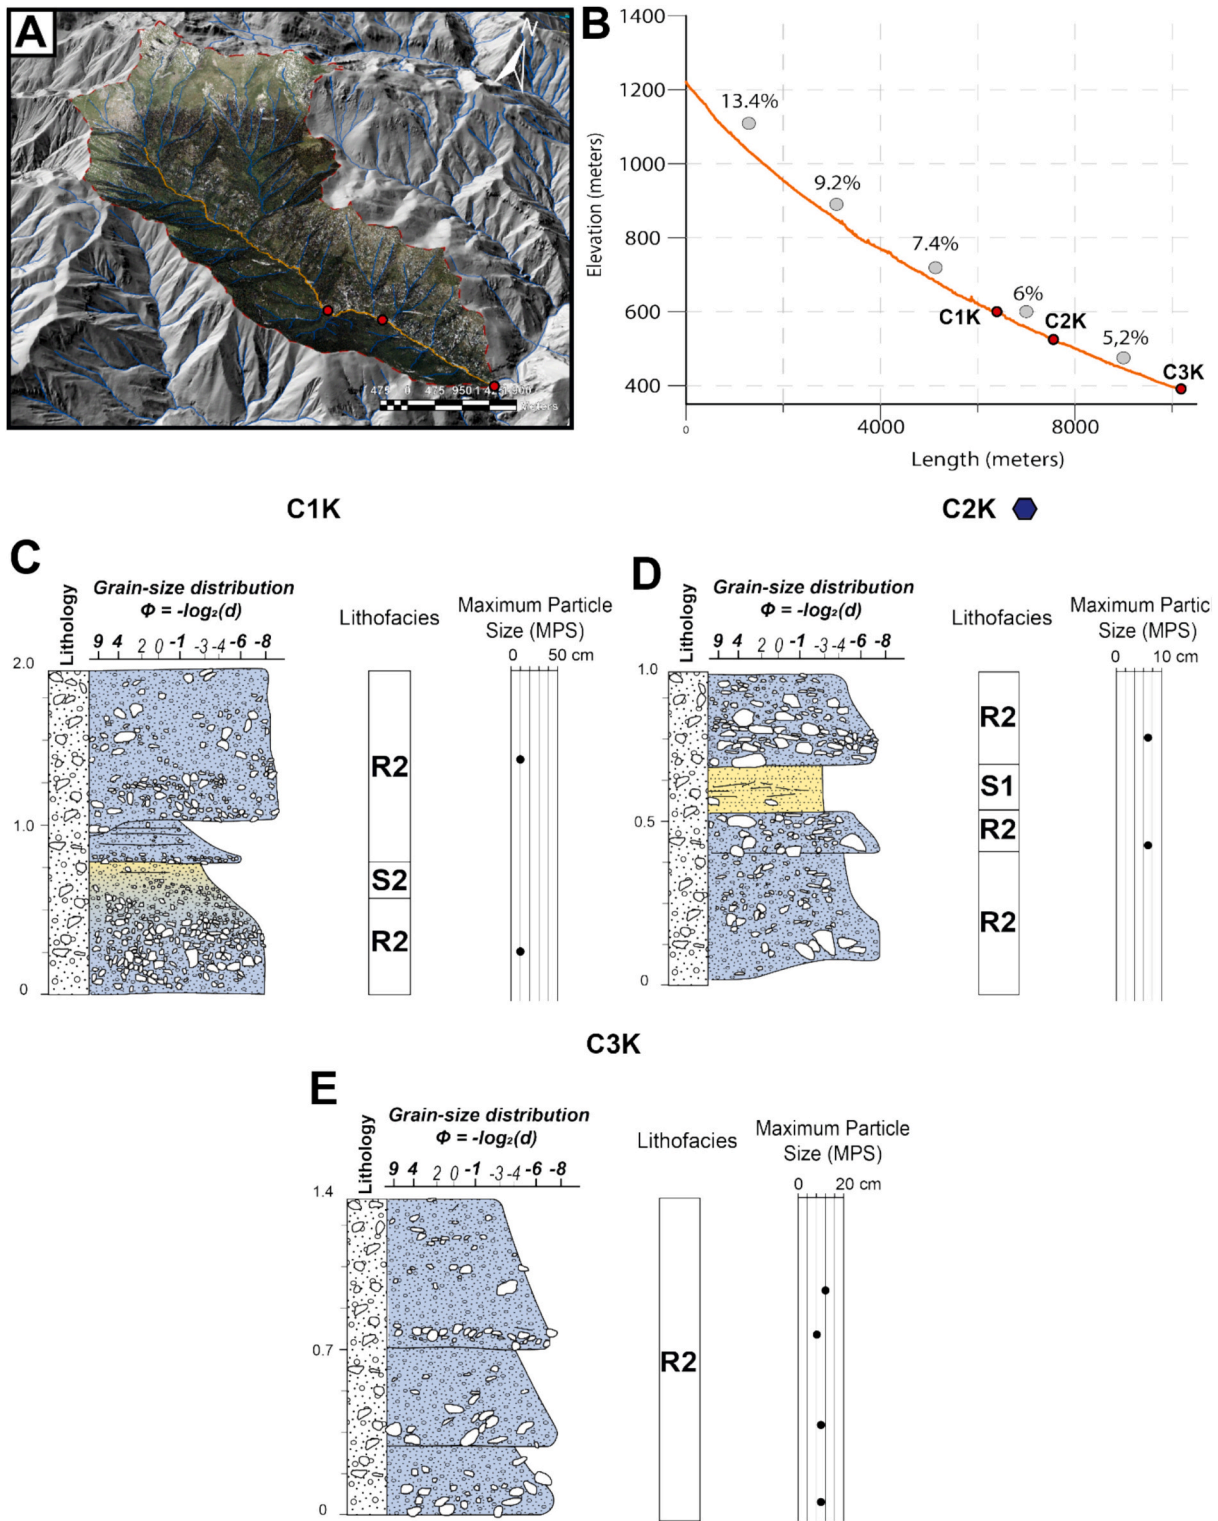 A
N
475 0 475 950 1
Meters
B
1400
1200
1000
800
600
400
Elevation (meters)
13.4%
9.2%
7.4%
6%
5,2%
C1K
C2K
C3K
0
4000
8000
Length (meters)
C1K
C2K
C
Lithology
Grain-size distribution
Φ = -log₂(d)
9 4 2 0 -1 -3 -4 -6 -8
Lithofacies
Maximum Particle
Size (MPS)
0 50 cm
2.0
1.0
0
R2
S2
R2
D
Lithology
Grain-size distribution
Φ = -log₂(d)
9 4 2 0 -1 -3 -4 -6 -8
Lithofacies
Maximum Partic
Size (MPS)
0 10 cm
1.0
0.5
0
R2
S1
R2
R2
C3K
E
Lithology
Grain-size distribution
Φ = -log₂(d)
9 4 2 0 -1 -3 -4 -6 -8
Lithofacies
Maximum Particle
Size (MPS)
0 20 cm
1.4
0.7
0
R2